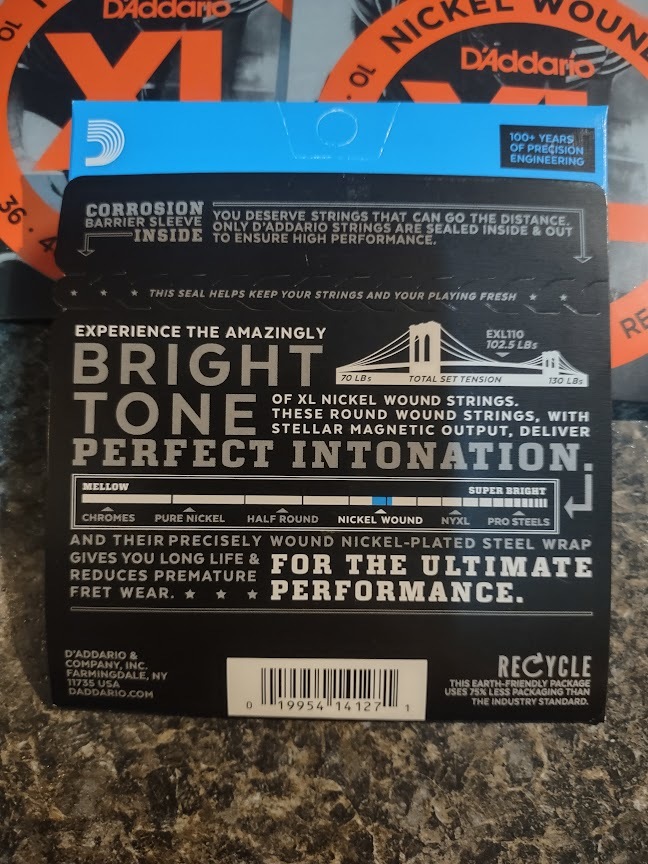 D'Addario
XL
36 · 4
NICKEL WOUND
10
D'Addario
XL
RE
100+ YEARS
OF PRECISION
ENGINEERING
CORROSION
BARRIER SLEEVE
INSIDE
YOU DESERVE STRINGS THAT CAN GO THE DISTANCE.
ONLY D'ADDARIO STRINGS ARE SEALED INSIDE & OUT
TO ENSURE HIGH PERFORMANCE.
★ ★ ★ THIS SEAL HELPS KEEP YOUR STRINGS AND YOUR PLAYING FRESH ★ ★ ★
EXPERIENCE THE AMAZINGLY
BRIGHT
TONE
EXL110
102.5 LBs
70 LBs TOTAL SET TENSION 130 LBs
OF XL NICKEL WOUND STRINGS.
THESE ROUND WOUND STRINGS, WITH
STELLAR MAGNETIC OUTPUT, DELIVER
PERFECT INTONATION.
MELLOW SUPER BRIGHT
CHROMES PURE NICKEL HALF ROUND NICKEL WOUND NYXL PRO STEELS
AND THEIR PRECISELY WOUND NICKEL-PLATED STEEL WRAP
GIVES YOU LONG LIFE &
REDUCES PREMATURE
FRET WEAR. ★ ★ ★
FOR THE ULTIMATE
PERFORMANCE.
D'ADDARIO &
COMPANY, INC.
FARMINGDALE, NY
11735 USA
DADDARIO.COM
0 19954 14127 1
RECYCLE
THIS EARTH-FRIENDLY PACKAGE
USES 75% LESS PACKAGING THAN
THE INDUSTRY STANDARD.